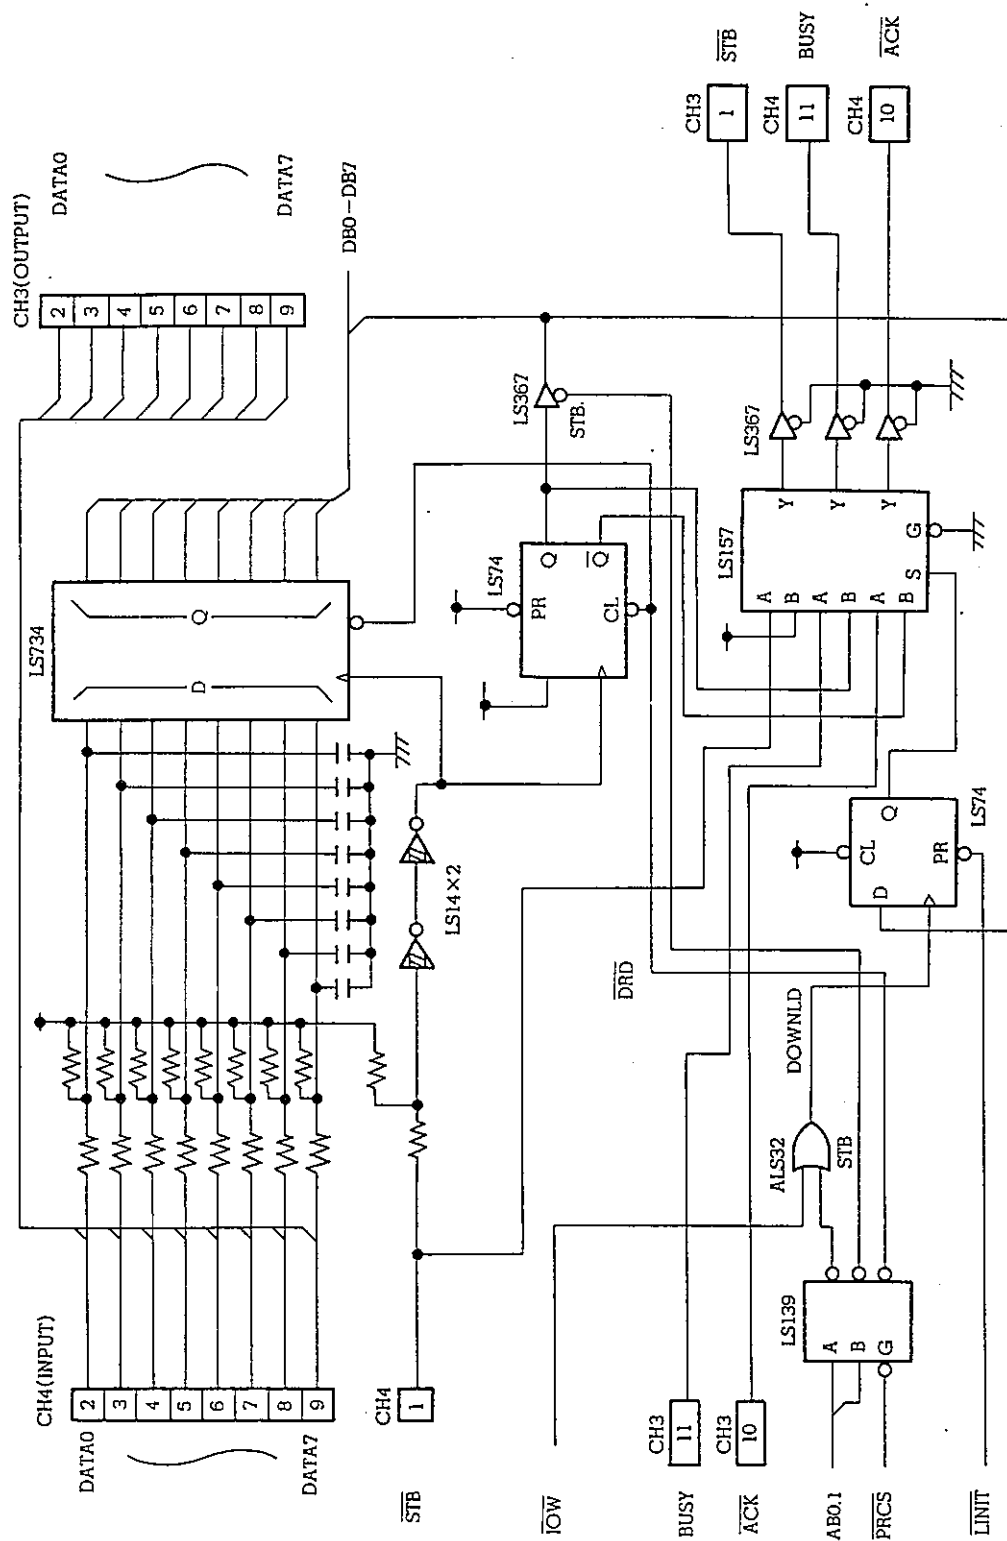 CH4(INPUT)
DATA0
2
3
4
5
6
7
8
9
DATA7
CH4
1
STB
IOW
CH3
11
BUSY
CH3
10
ACK
AB0.1
PRCS
LINIT
LS139
A
B
G
ALS32
STB
DOWNLD
DRD
LS14×2
LS734
D
Q
CH3(OUTPUT)
2
3
4
5
6
7
8
9
DATA0
DATA7
DB0-DB7
LS74
PR
CL
Q
Q
LS367
STB.
LS74
D
CL
PR
Q
LS157
A
B
A
B
A
B
S
G
Y
Y
Y
LS367
CH3
1
STB
CH4
11
BUSY
CH4
10
ACK